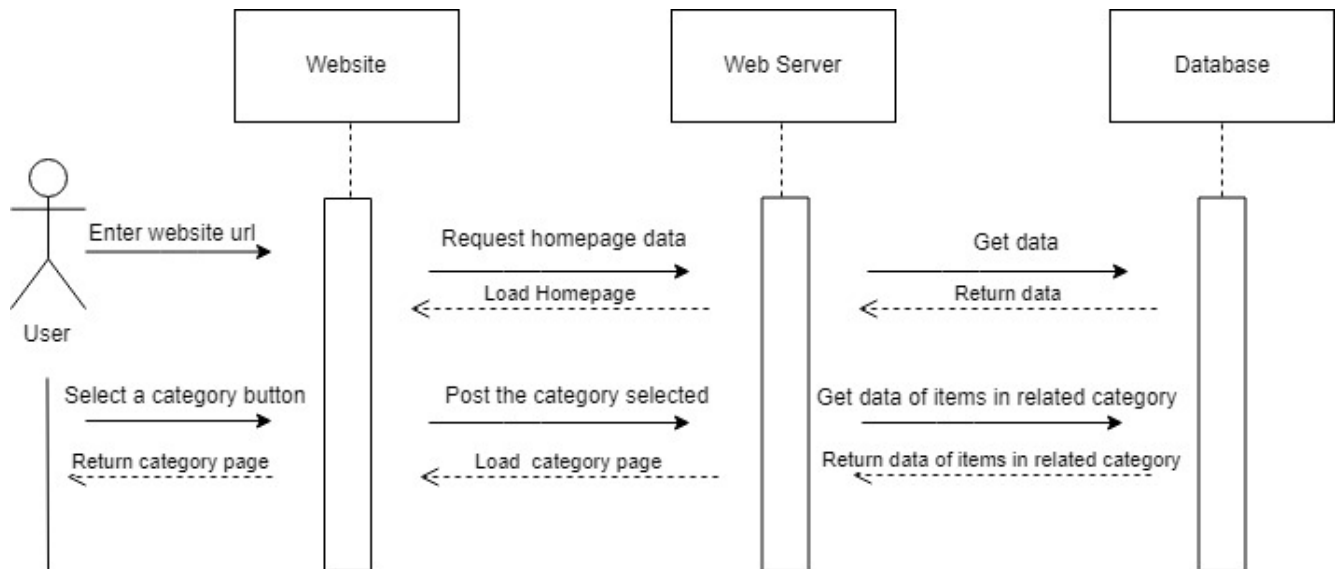 Website
Web Server
Database
Enter website url
Request homepage data
Get data
Load Homepage
Return data
User
Select a category button
Post the category selected
Get data of items in related category
Return category page
Load category page
Return data of items in related category